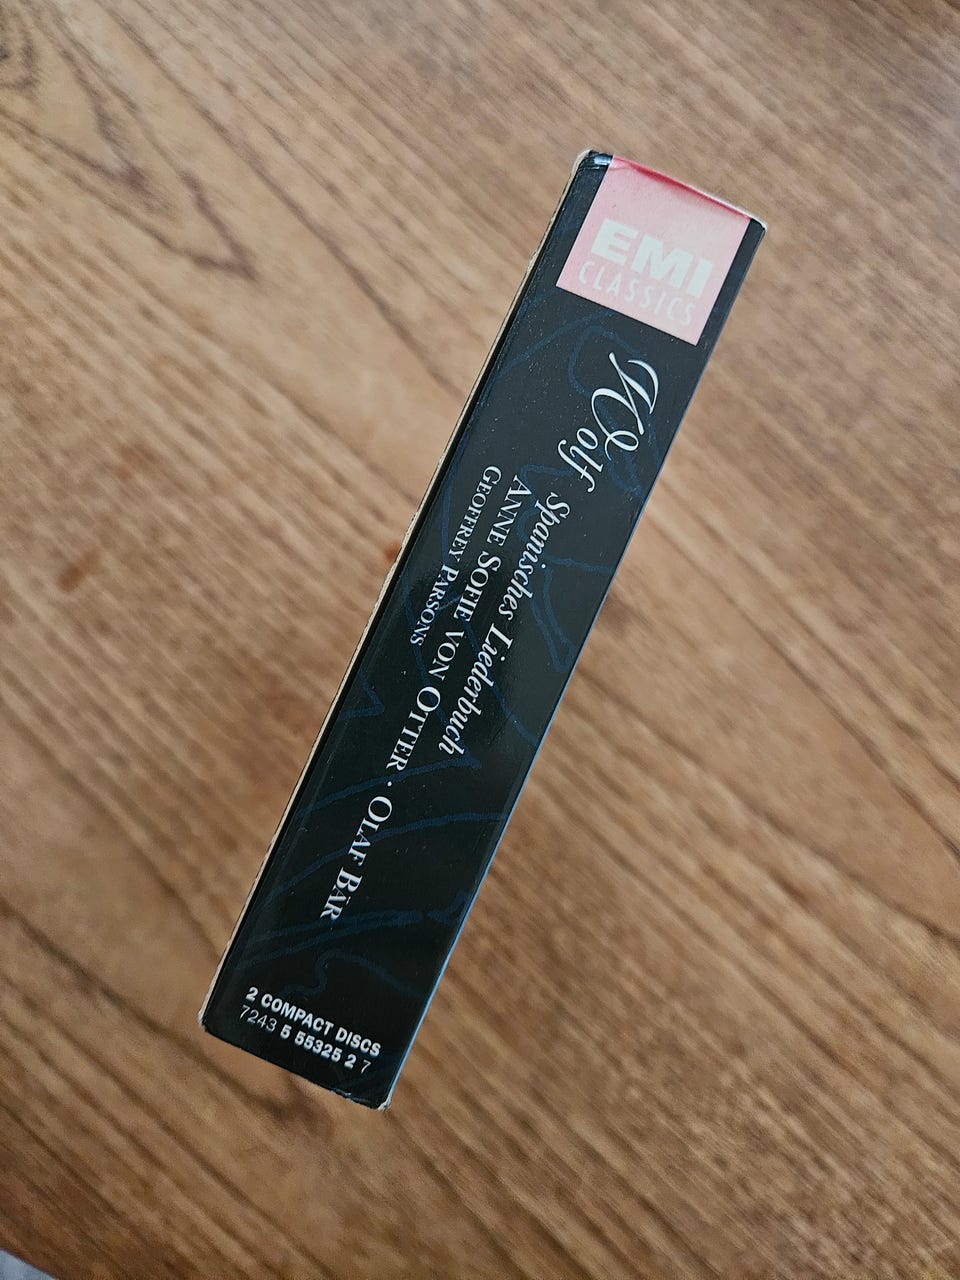 EMI
CLASSICS
Wolf Spanisches Liederbuch
ANNE SOFIE VON OTTER · OLAF BÄR
GEOFFREY PARSONS
2 COMPACT DISCS
7243 5 55325 2 7